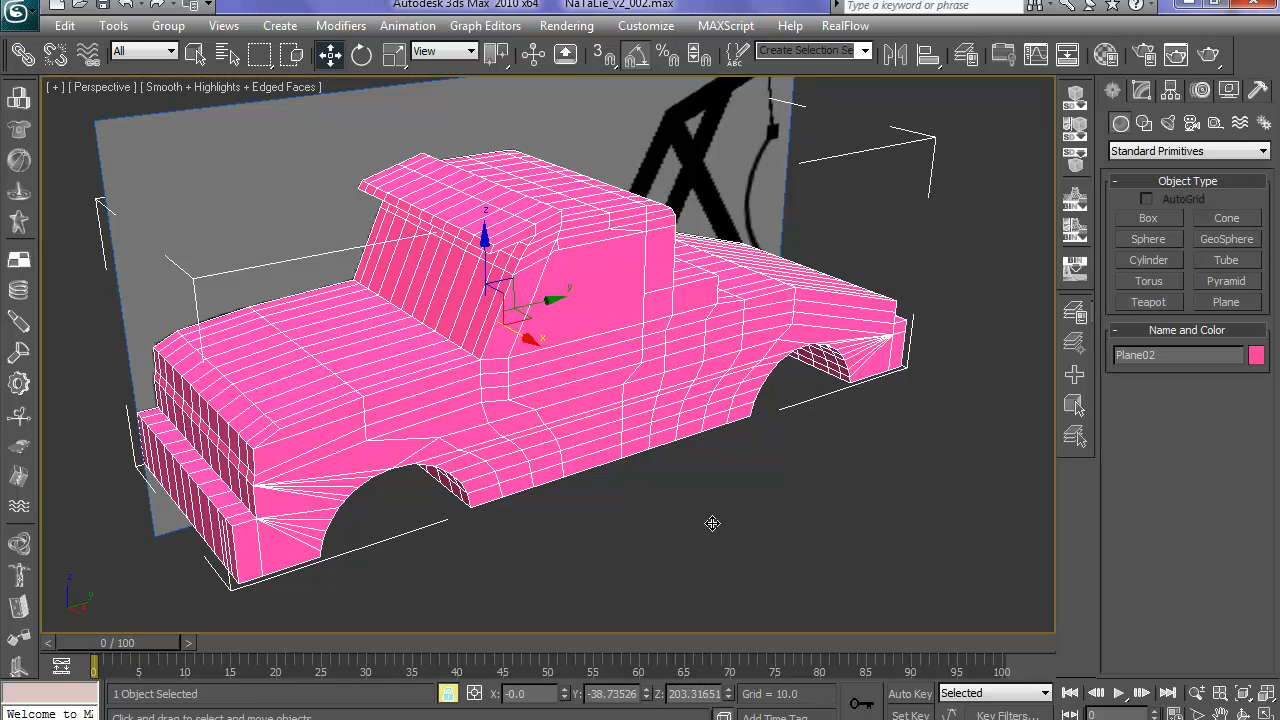 Autodesk 3ds Max 2010 x64 NaTaLie_v2_002.max
Type a keyword or phrase
Edit Tools Group Views Create Modifiers Animation Graph Editors Rendering Customize MAXScript Help RealFlow
All View 3 Create Selection Se
[ + ] [ Perspective ] [ Smooth + Highlights + Edged Faces ]
Standard Primitives
Object Type
AutoGrid
Box Cone
Sphere GeoSphere
Cylinder Tube
Torus Pyramid
Teapot Plane
Name and Color
Plane02
z
y
x
z
y
0 / 100
0 5 10 15 20 25 30 35 40 45 50 55 60 65 70 75 80 85 90 95 100
1 Object Selected X: -0.0 Y: -38.73526 Z: 203.31651 Grid = 10.0 Auto Key Selected
Welcome to M
Click and drag to select and move objects Add Time Tag Set Key Key Filters... 0